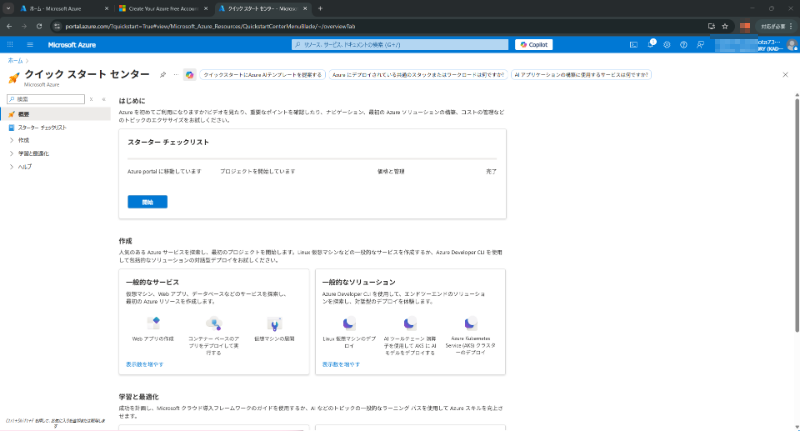 ホーム - Microsoft Azure
Create Your Azure Free Account
クイック スタート センター - Microsoft
portal.azure.com/?quickstart=True#view/Microsoft_Azure_Resources/QuickstartCenterMenuBlade/~/overviewTab
対応が必要
Microsoft Azure
リソース、サービス、ドキュメントの検索 (G+/)
Copilot
ホーム
クイック スタート センター
Microsoft Azure
クイックスタートにAzure AIテンプレートを提案する
Azure にデプロイされている共通のスタックまたはワークロードは何ですか?
AI アプリケーションの構築に使用するサービスは何ですか?
検索
概要
スターター チェックリスト
作成
学習と最適化
ヘルプ
はじめに
Azure を初めてご利用になりますか?ビデオを見たり、重要なポイントを確認したり、ナビゲーション、最初の Azure ソリューションの構築、コストの管理など
のトピックのエクササイズをお試しください。
スターター チェックリスト
Azure portal に移動しています
プロジェクトを開始しています
価格と管理
完了
開始
作成
人気のある Azure サービスを探索し、最初のプロジェクトを開始します。Linux 仮想マシンなどの一般的なサービスを作成するか、Azure Developer CLI を使用
して包括的なソリューションの対話型デプロイをお試しください。
一般的なサービス
仮想マシン、Web アプリ、データベースなどのサービスを探索し、
最初の Azure リソースを作成します。
Web アプリの作成
コンテナー ベースのア
プリをデプロイして実
行する
仮想マシンの展開
表示数を増やす
一般的なソリューション
Azure Developer CLI を使用して、エンドツーエンドのソリューショ
ンを探索し、対話型のデプロイを体験します。
Linux 仮想マシンのデプ
ロイ
AI ツールチェーン 演算
子を使用して AKS に AI
モデルをデプロイする
Azure Kubernetes
Service (AKS) クラスタ
ーのデプロイ
表示数を増やす
学習と最適化
成功を計画し、Microsoft クラウド導入フレームワークのガイドを使用するか、AI などのトピックの一般的なラーニング パスを使用して Azure スキルを向上さ
せます。